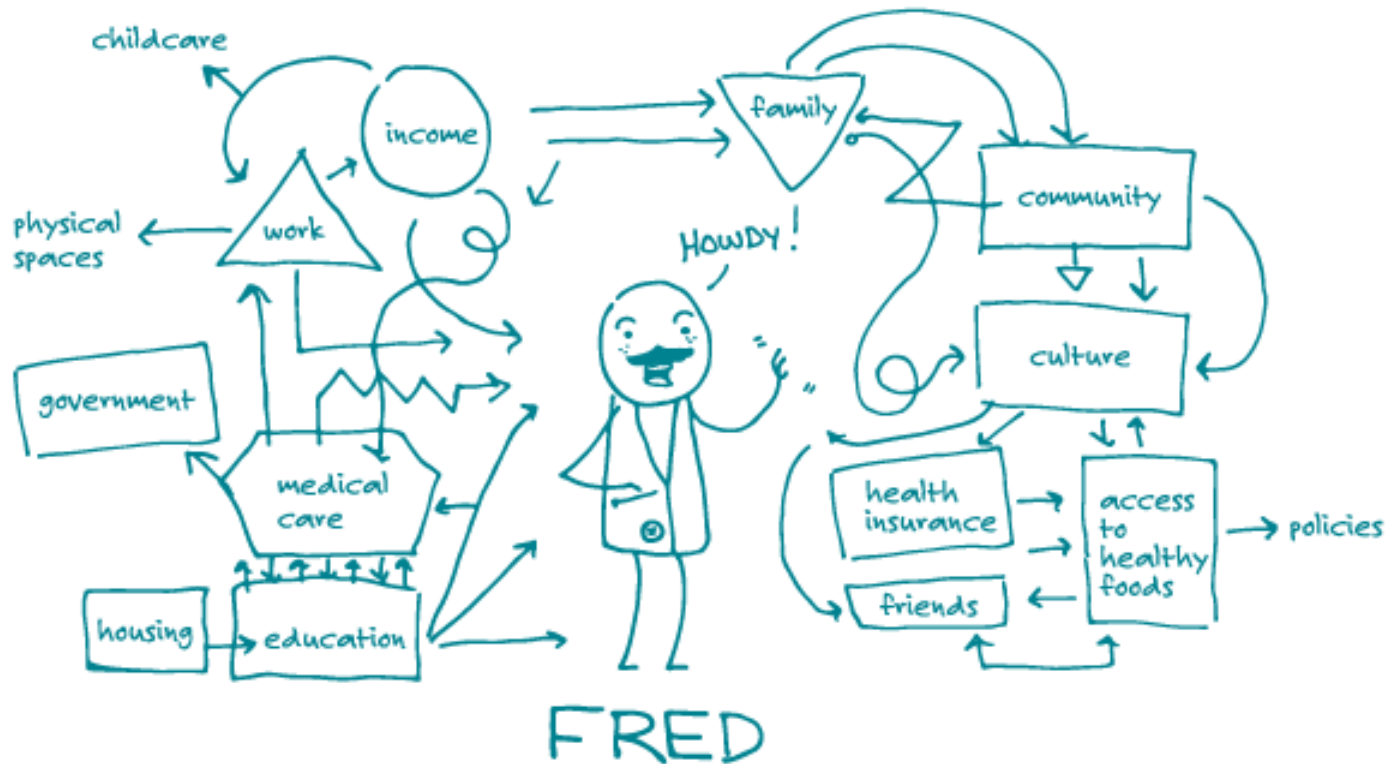 childcare
income
family
community
physical
spaces
work
HOWDY!
culture
government
medical
care
health
insurance
access
to
healthy
foods
policies
friends
housing
education
FRED